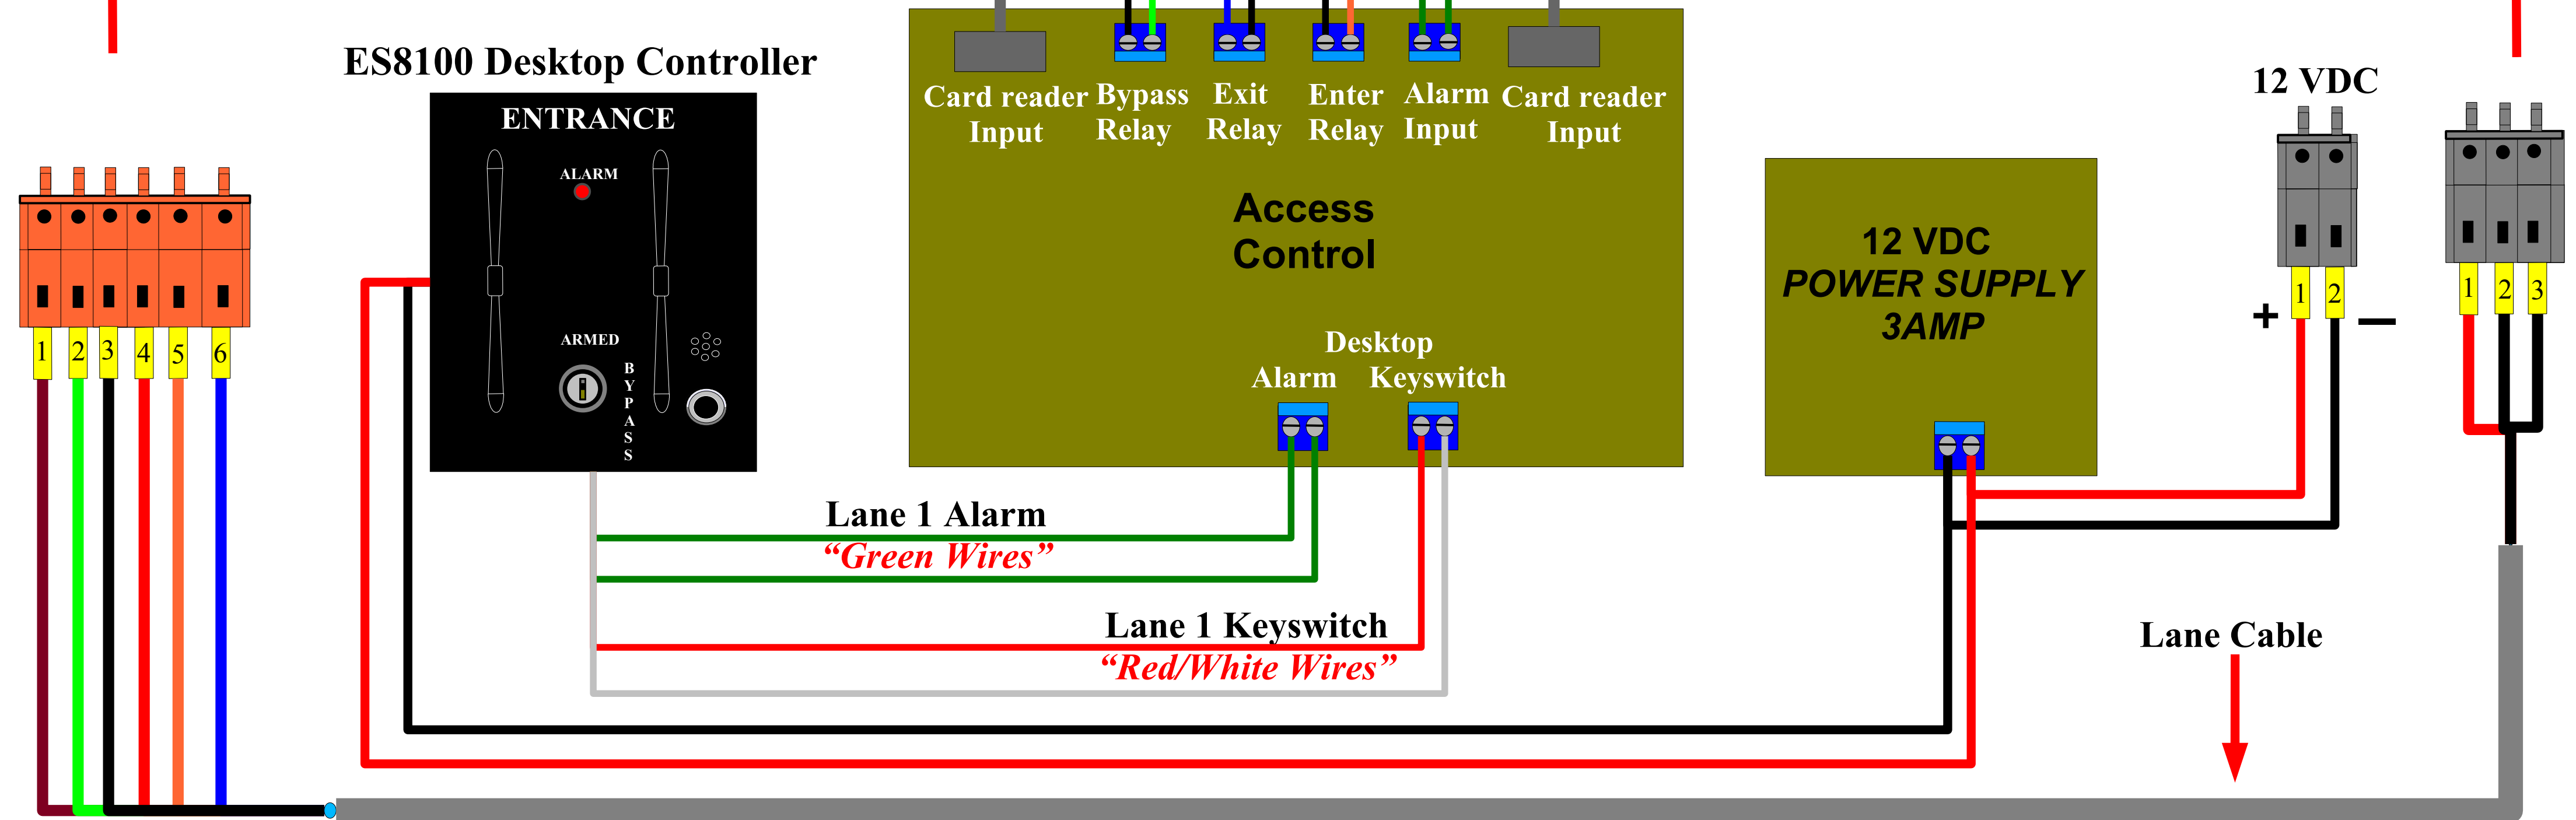 ES8100 Desktop Controller
ENTRANCE
ALARM
ARMED
BYPASS
1 2 3 4 5 6
Card reader
Input
Bypass
Relay
Exit
Relay
Enter
Relay
Alarm
Input
Card reader
Input
Access
Control
Desktop
Alarm Keyswitch
Lane 1 Alarm
“Green Wires”
Lane 1 Keyswitch
“Red/White Wires”
12 VDC
POWER SUPPLY
3AMP
12 VDC
+ 1 2 –
1 2 3
Lane Cable